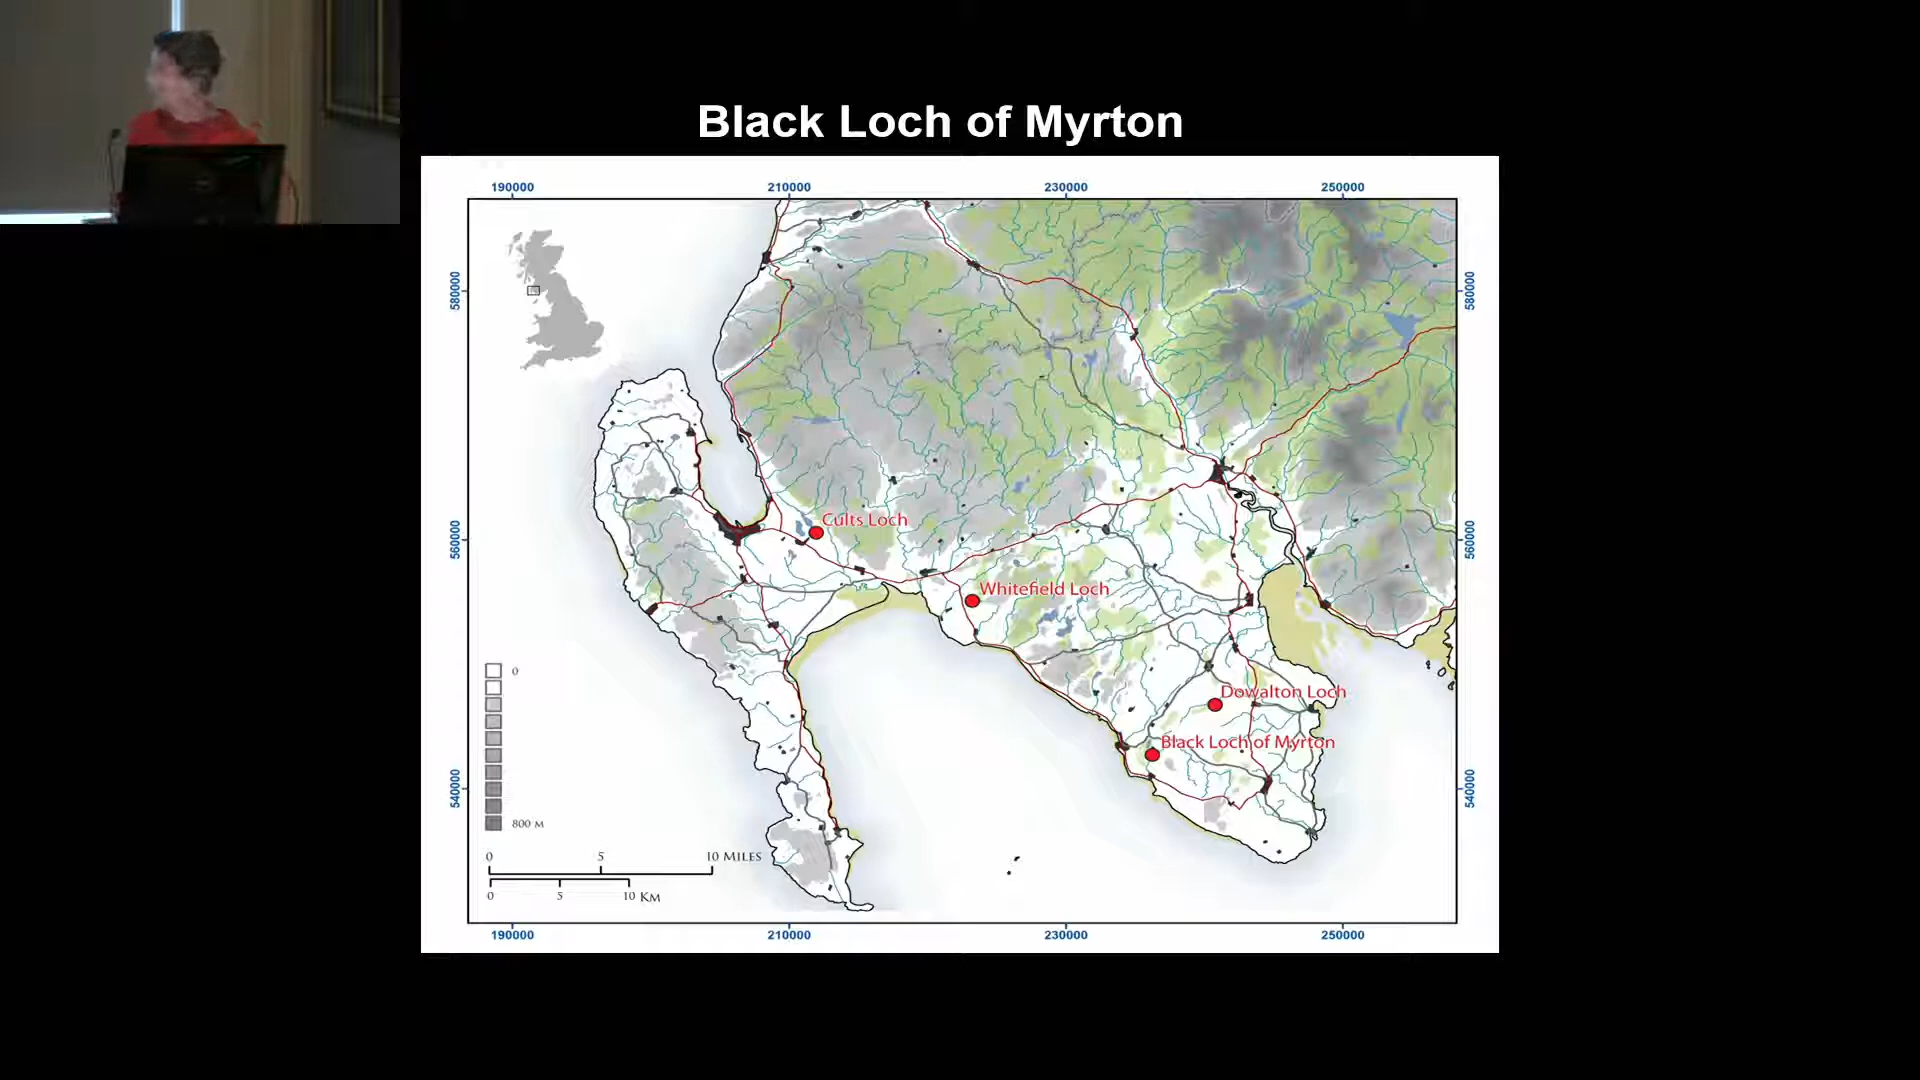 Black Loch of Myrton
190000 210000 230000 250000
580000 580000
Cults Loch
560000 560000
Whitefield Loch
0
Dowalton Loch
Black Loch of Myrton
540000 540000
800 M
0 5 10 MILES
0 5 10 KM
190000 210000 230000 250000